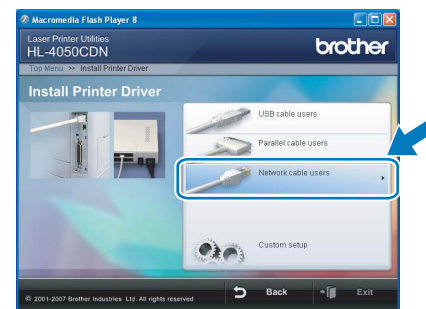 Macromedia Flash Player 8
Laser Printer Utilities
HL-4050CDN
brother
Top Menu ►► Install Printer Driver
Install Printer Driver
USB cable users
Parallel cable users
Network cable users
Custom setup
© 2001-2007 Brother Industries Ltd. All rights reserved
Back
Exit